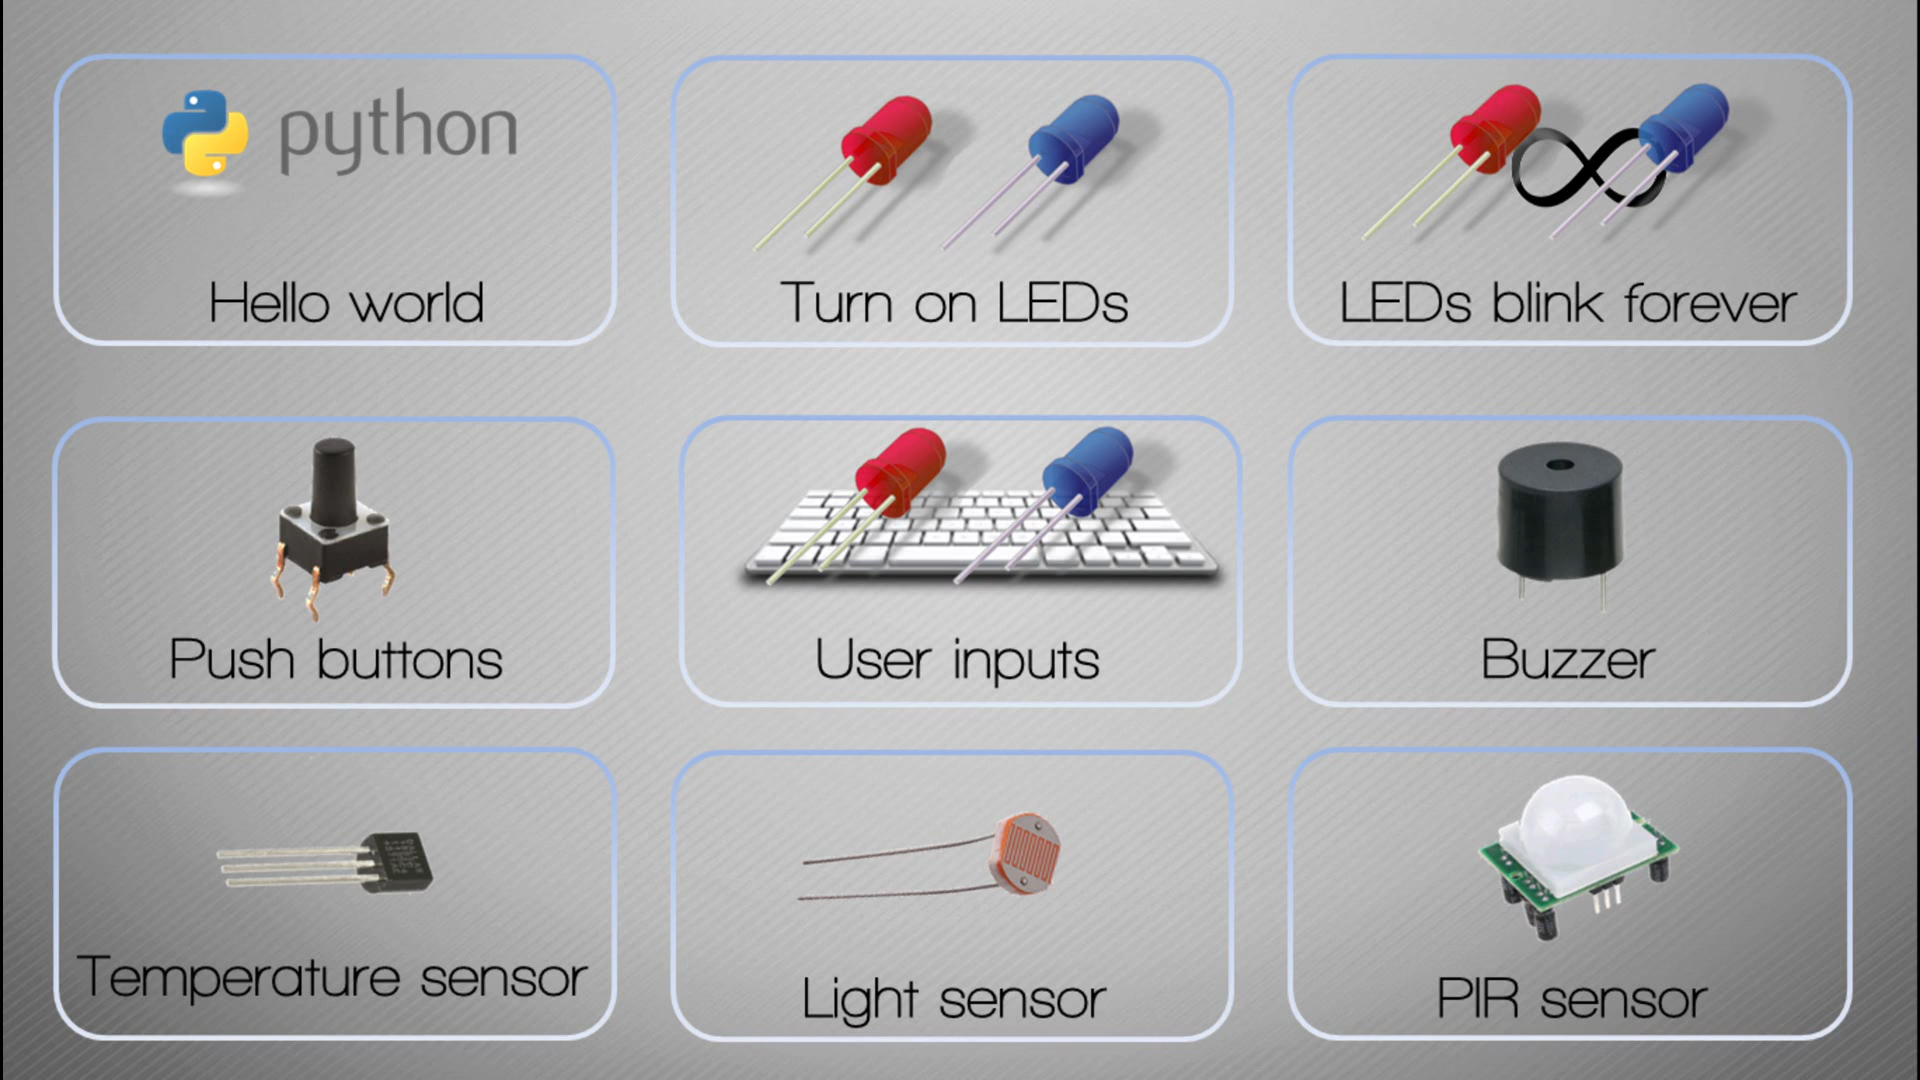 python
Hello world
Turn on LEDs
LEDs blink forever
Push buttons
User inputs
Buzzer
Temperature sensor
Light sensor
PIR sensor